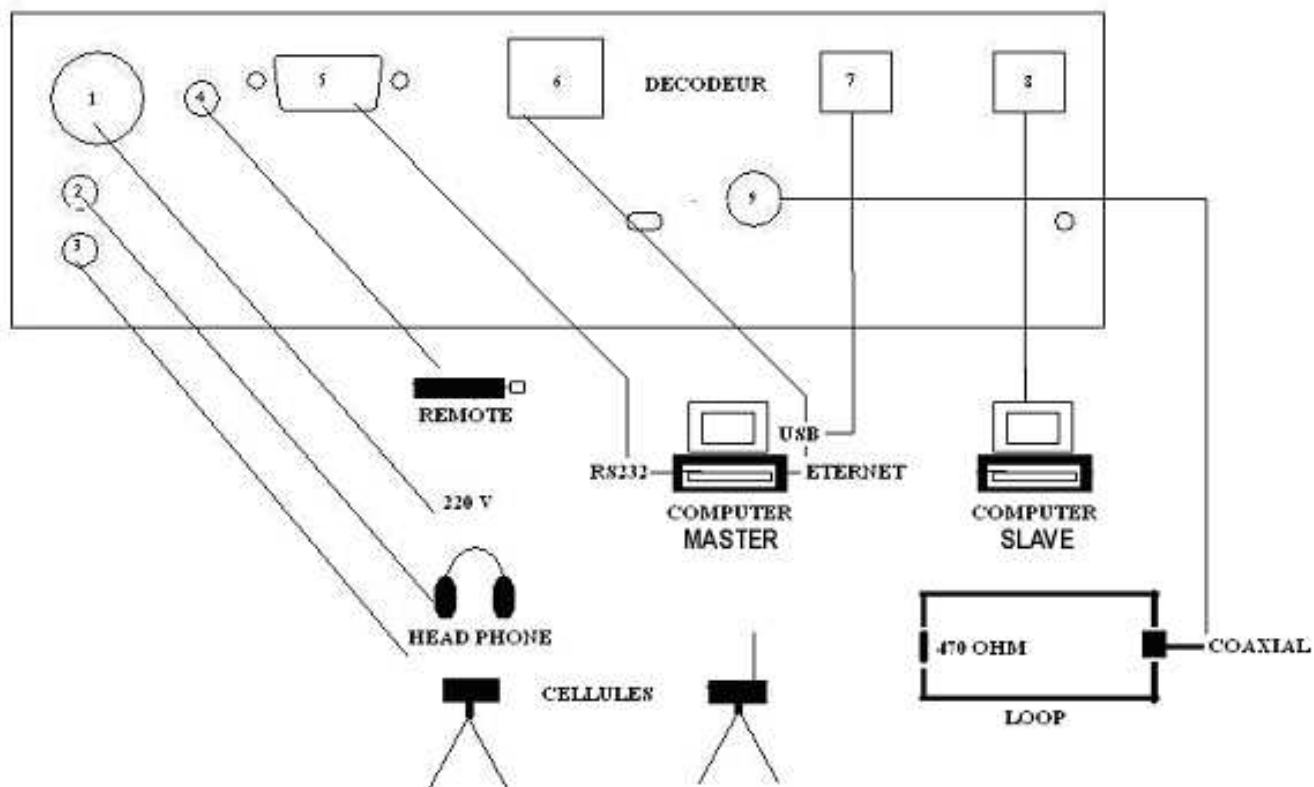 1
4
5
6
DECODEUR
7
8
2
3
9
REMOTE
220 V
HEAD PHONE
CELLULES
RS232
USB
ETERNET
COMPUTER
MASTER
COMPUTER
SLAVE
470 OHM
COAXIAL
LOOP